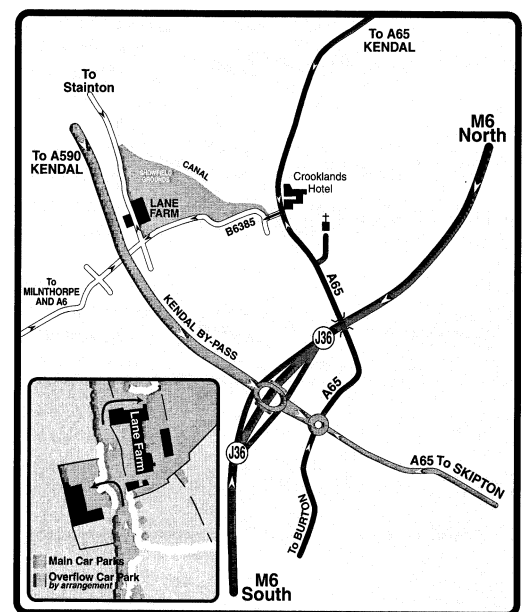 To A65
KENDAL
To
Stainton
M6
North
To A590
KENDAL
CANAL
SHOWFIELD
GROUNDS
Crooklands
Hotel
LANE
FARM
B6385
A65
To
MILNTHORPE
AND A6
KENDAL BY-PASS
J36
A65
J36
A65 To SKIPTON
To BURTON
M6
South
Lane Farm
Main Car Parks
Overflow Car Park
by arrangement